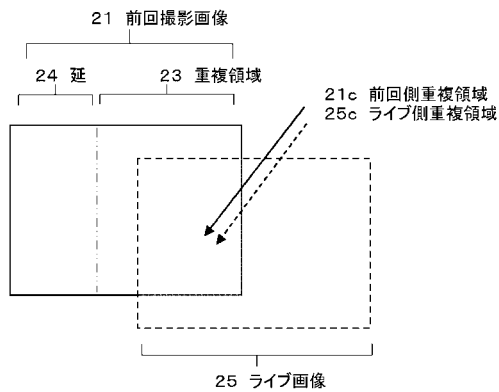 21 前回撮影画像
24 延
23 重複領域
21c 前回側重複領域
25c ライブ側重複領域
25 ライブ画像